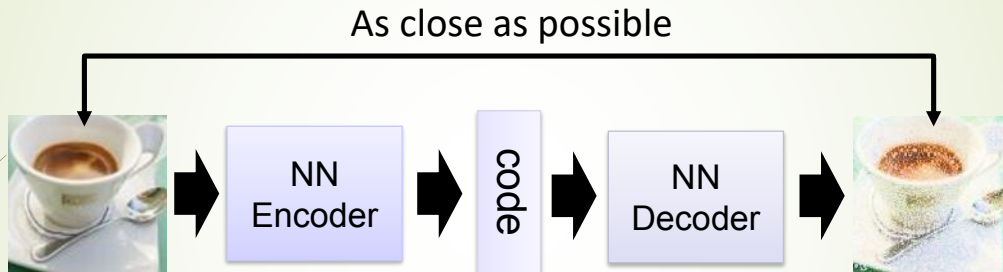 As close as possible
NN
Encoder
code
NN
Decoder